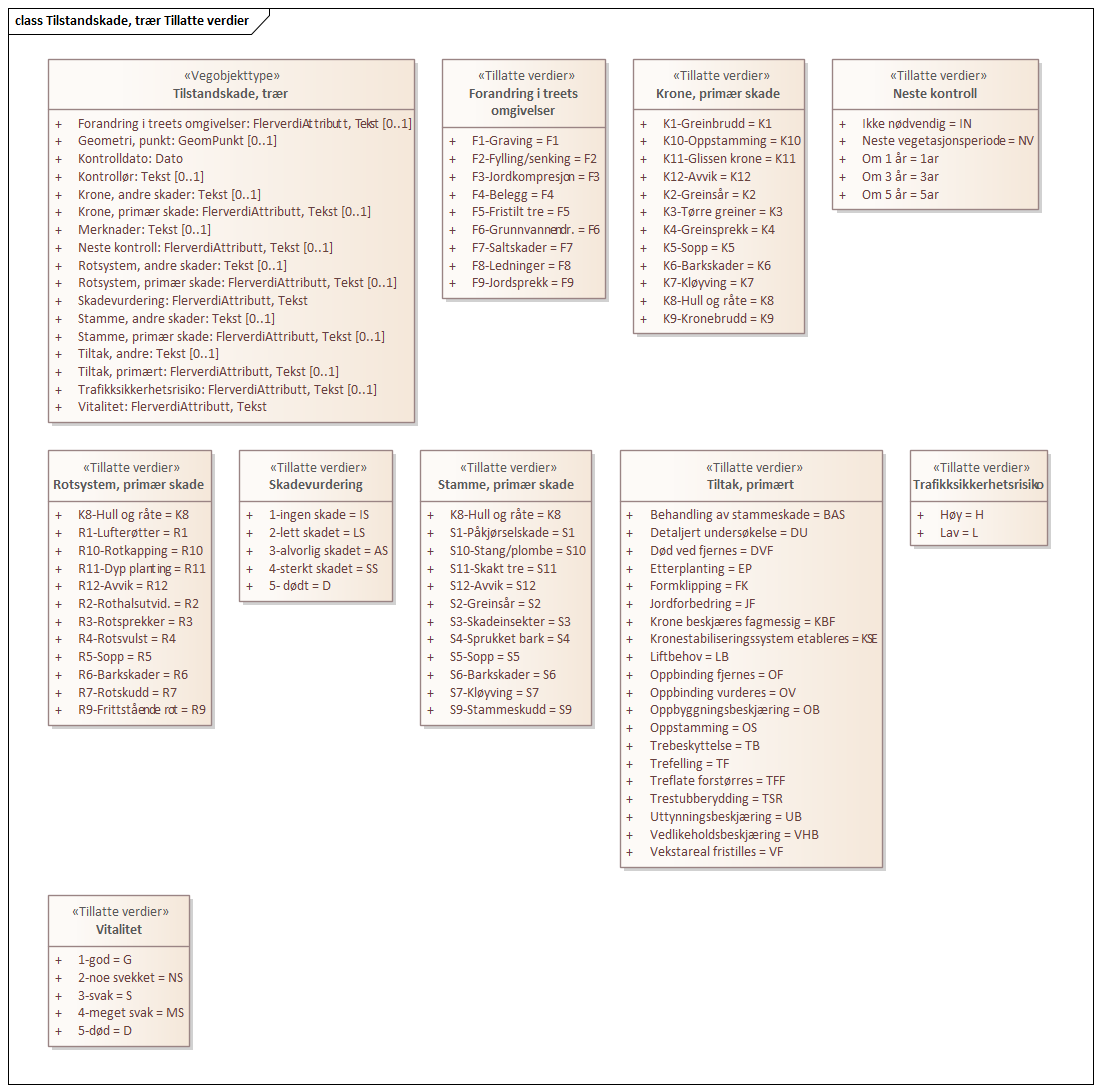 class Tilstandskade, trær Tillatte verdier
«Vegobjekttype»
Tilstandskade, trær
+ Forandring i treets omgivelser: FlerverdiAttributt, Tekst [0..1]
+ Geometri, punkt: GeomPunkt [0..1]
+ Kontrolldato: Dato
+ Kontrollør: Tekst [0..1]
+ Krone, andre skader: Tekst [0..1]
+ Krone, primær skade: FlerverdiAttributt, Tekst [0..1]
+ Merknader: Tekst [0..1]
+ Neste kontroll: FlerverdiAttributt, Tekst [0..1]
+ Rotsystem, andre skader: Tekst [0..1]
+ Rotsystem, primær skade: FlerverdiAttributt, Tekst [0..1]
+ Skadevurdering: FlerverdiAttributt, Tekst
+ Stamme, andre skader: Tekst [0..1]
+ Stamme, primær skade: FlerverdiAttributt, Tekst [0..1]
+ Tiltak, andre: Tekst [0..1]
+ Tiltak, primært: FlerverdiAttributt, Tekst [0..1]
+ Trafikksikkerhetsrisiko: FlerverdiAttributt, Tekst [0..1]
+ Vitalitet: FlerverdiAttributt, Tekst
«Tillatte verdier»
Forandring i treets
omgivelser
+ F1-Graving = F1
+ F2-Fylling/senking = F2
+ F3-Jordkompresjon = F3
+ F4-Belegg = F4
+ F5-Fristilt tre = F5
+ F6-Grunnvannendr. = F6
+ F7-Saltskader = F7
+ F8-Ledninger = F8
+ F9-Jordsprekk = F9
«Tillatte verdier»
Krone, primær skade
+ K1-Greinbrudd = K1
+ K10-Oppstamming = K10
+ K11-Glissen krone = K11
+ K12-Avvik = K12
+ K2-Greinsår = K2
+ K3-Tørre greiner = K3
+ K4-Greinsprekk = K4
+ K5-Sopp = K5
+ K6-Barkskader = K6
+ K7-Kløyving = K7
+ K8-Hull og råte = K8
+ K9-Kronebrudd = K9
«Tillatte verdier»
Neste kontroll
+ Ikke nødvendig = IN
+ Neste vegetasjonsperiode = NV
+ Om 1 år = 1ar
+ Om 3 år = 3ar
+ Om 5 år = 5ar
«Tillatte verdier»
Rotsystem, primær skade
+ K8-Hull og råte = K8
+ R1-Lufterøtter = R1
+ R10-Rotkapping = R10
+ R11-Dyp planting = R11
+ R12-Avvik = R12
+ R2-Rothalsutvid. = R2
+ R3-Rotsprekker = R3
+ R4-Rotsvulst = R4
+ R5-Sopp = R5
+ R6-Barkskader = R6
+ R7-Rotskudd = R7
+ R9-Frittstående rot = R9
«Tillatte verdier»
Skadevurdering
+ 1-ingen skade = IS
+ 2-lett skadet = LS
+ 3-alvorlig skadet = AS
+ 4-sterkt skadet = SS
+ 5- dødt = D
«Tillatte verdier»
Stamme, primær skade
+ K8-Hull og råte = K8
+ S1-Påkjørselskade = S1
+ S10-Stang/plombe = S10
+ S11-Skakt tre = S11
+ S12-Avvik = S12
+ S2-Greinsår = S2
+ S3-Skadeinsekter = S3
+ S4-Sprukket bark = S4
+ S5-Sopp = S5
+ S6-Barkskader = S6
+ S7-Kløyving = S7
+ S9-Stammeskudd = S9
«Tillatte verdier»
Tiltak, primært
+ Behandling av stammeskade = BAS
+ Detaljert undersøkelse = DU
+ Død ved fjernes = DVF
+ Etterplanting = EP
+ Formklipping = FK
+ Jordforbedring = JF
+ Krone beskjæres fagmessig = KBF
+ Kronestabiliseringssystem etableres = KSE
+ Liftbehov = LB
+ Oppbinding fjernes = OF
+ Oppbinding vurderes = OV
+ Oppbyggningsbeskjæring = OB
+ Oppstamming = OS
+ Trebeskyttelse = TB
+ Trefelling = TF
+ Treflate forstørres = TFF
+ Trestubberydding = TSR
+ Uttynningsbeskjæring = UB
+ Vedlikeholdsbeskjæring = VHB
+ Vekstareal fristilles = VF
«Tillatte verdier»
Trafikksikkerhetsrisiko
+ Høy = H
+ Lav = L
«Tillatte verdier»
Vitalitet
+ 1-god = G
+ 2-noe svekket = NS
+ 3-svak = S
+ 4-meget svak = MS
+ 5-død = D